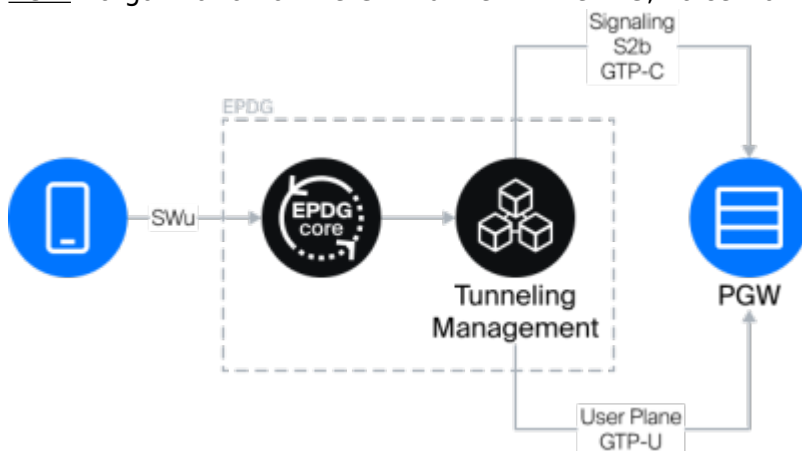 Signaling
S2b
GTP-C
EPDG
SWu
EPDG
core
Tunneling
Management
PGW
User Plane
GTP-U